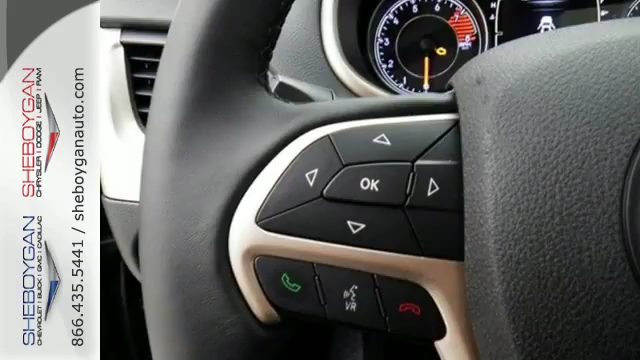 SHEBOYGAN
CHRYSLER | DODGE | JEEP | RAM
SHEBOYGAN
CHEVROLET | BUICK | GMC | CADILLAC
866.435.5441 / sheboyganauto.com
OK
VR